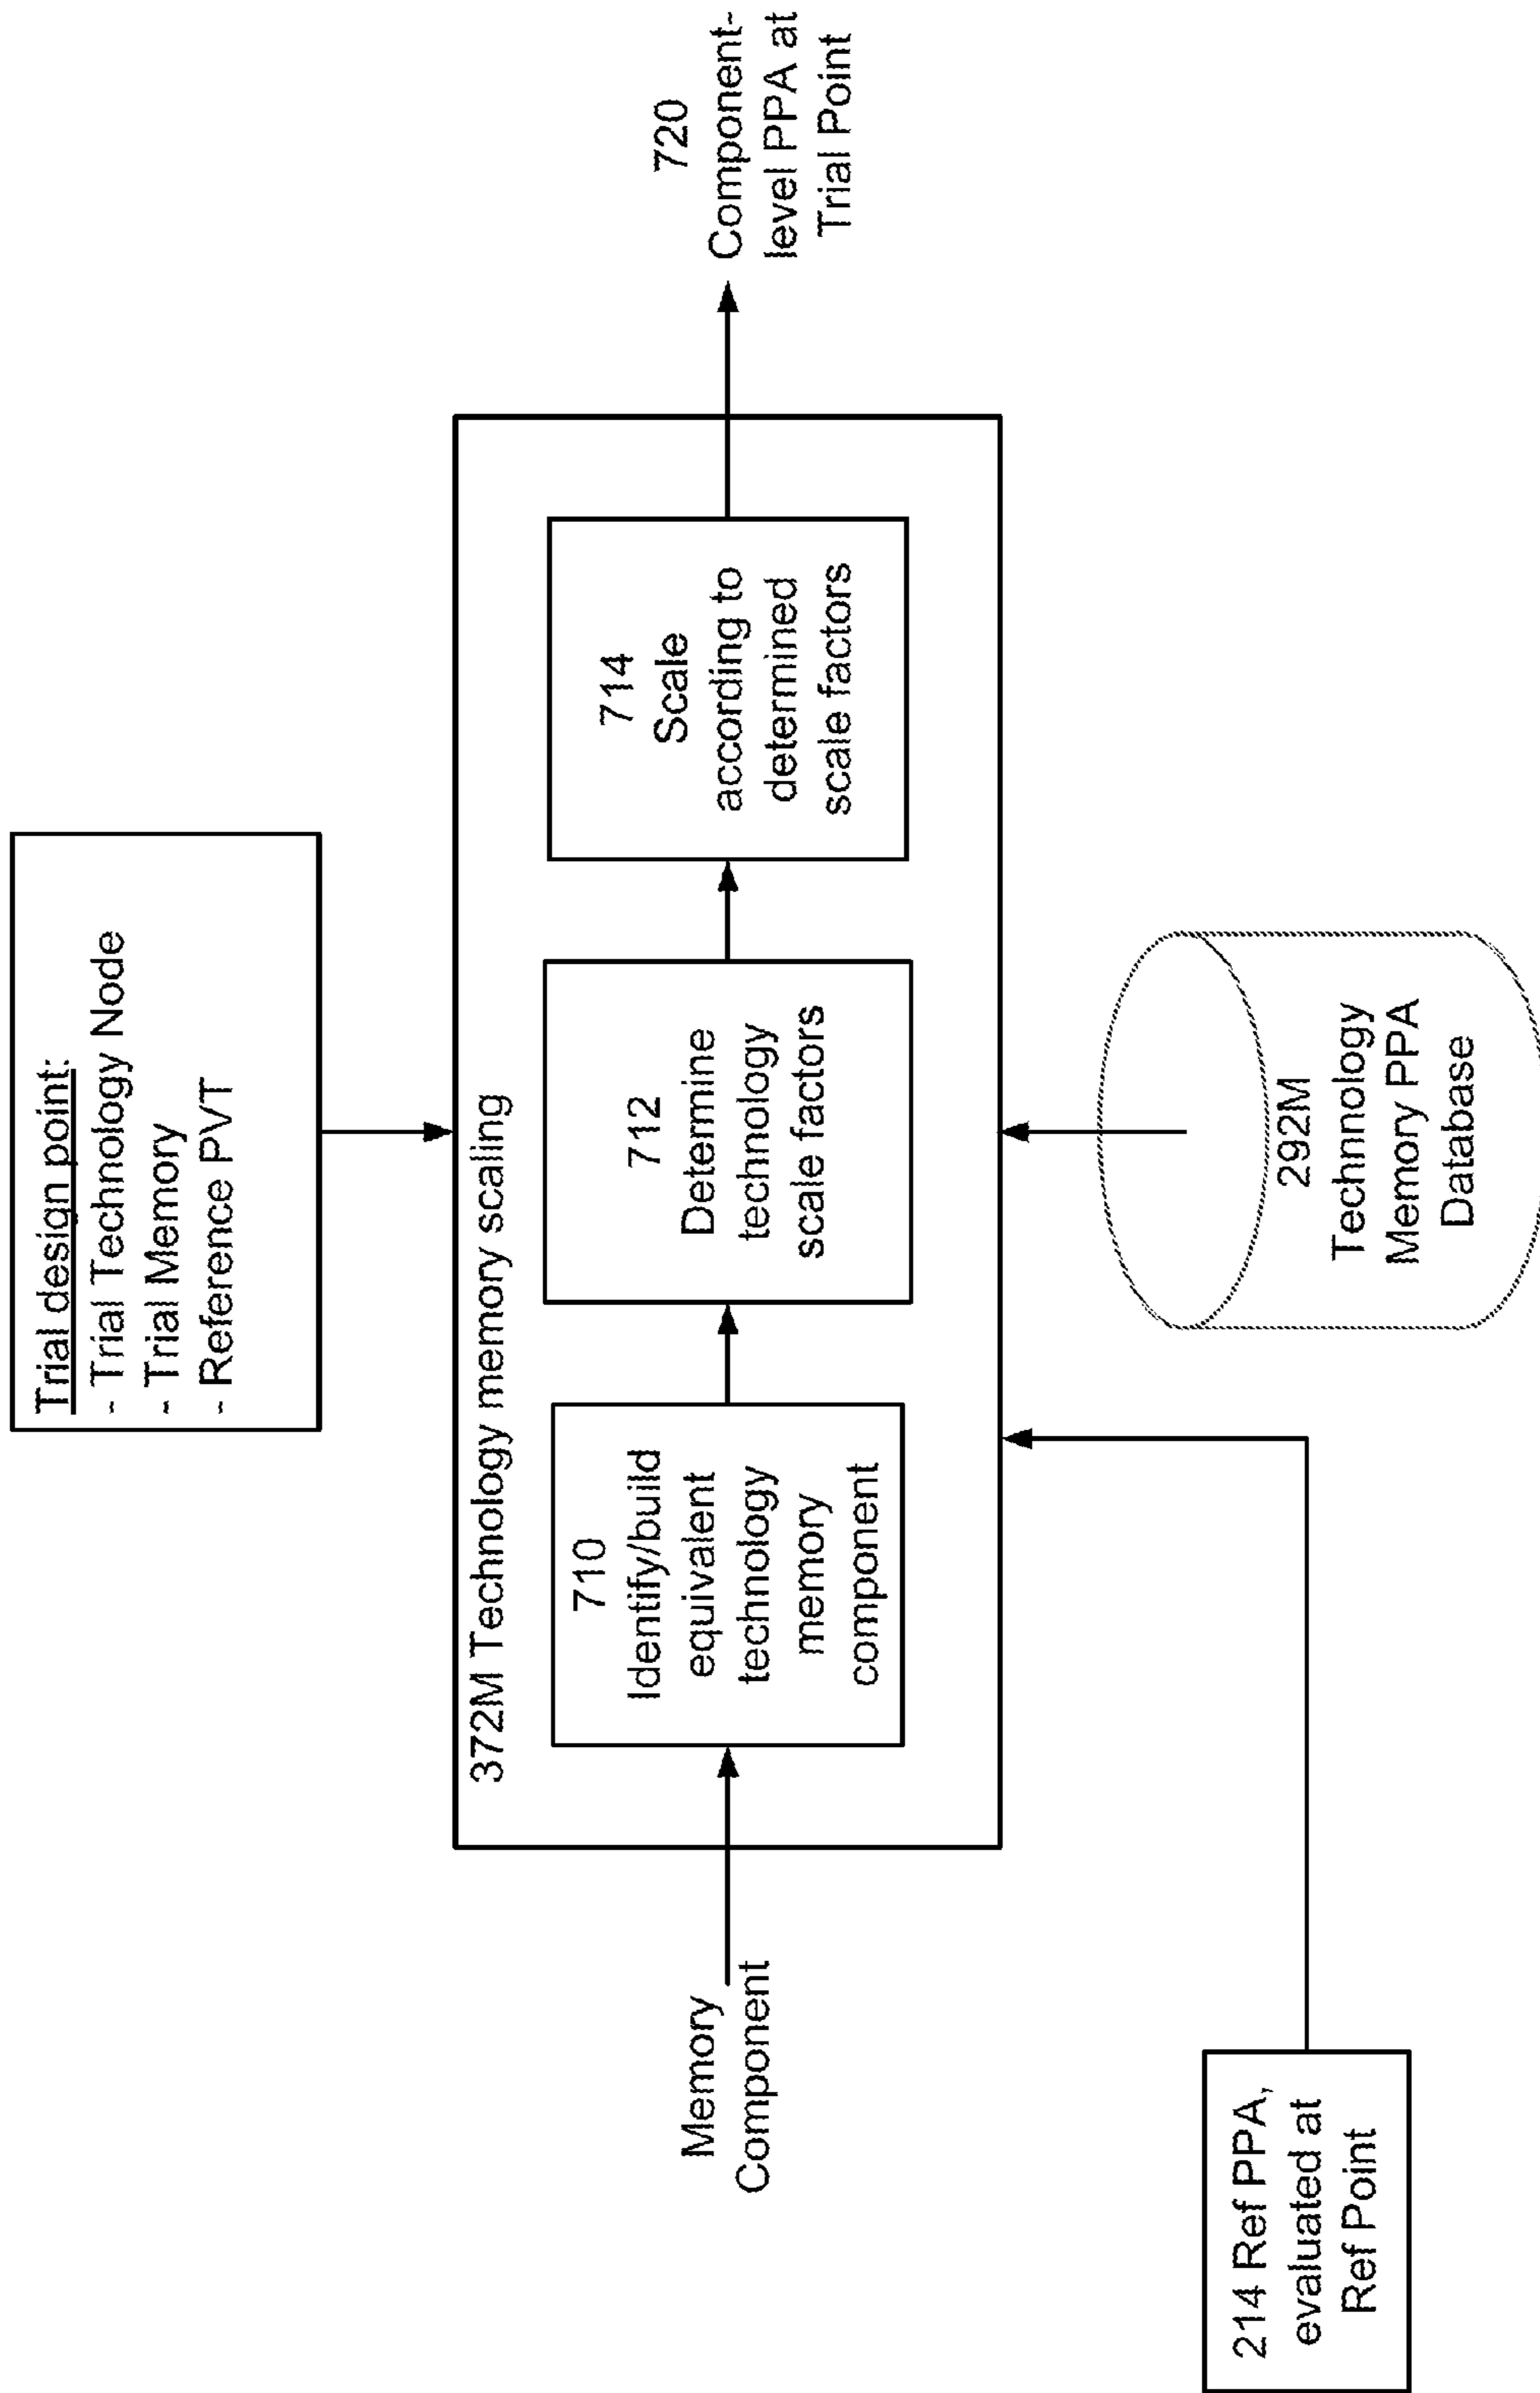 Trial design point:
- Trial Technology Node
- Trial Memory
- Reference PVT
372M Technology memory scaling
Memory
Component
710
Identify/build
equivalent
technology
memory
component
712
Determine
technology
scale factors
714
Scale
according to
determined
scale factors
720
Component-
level PPA at
Trial Point
214 Ref PPA,
evaluated at
Ref Point
292M
Technnology
Memory PPA
Database